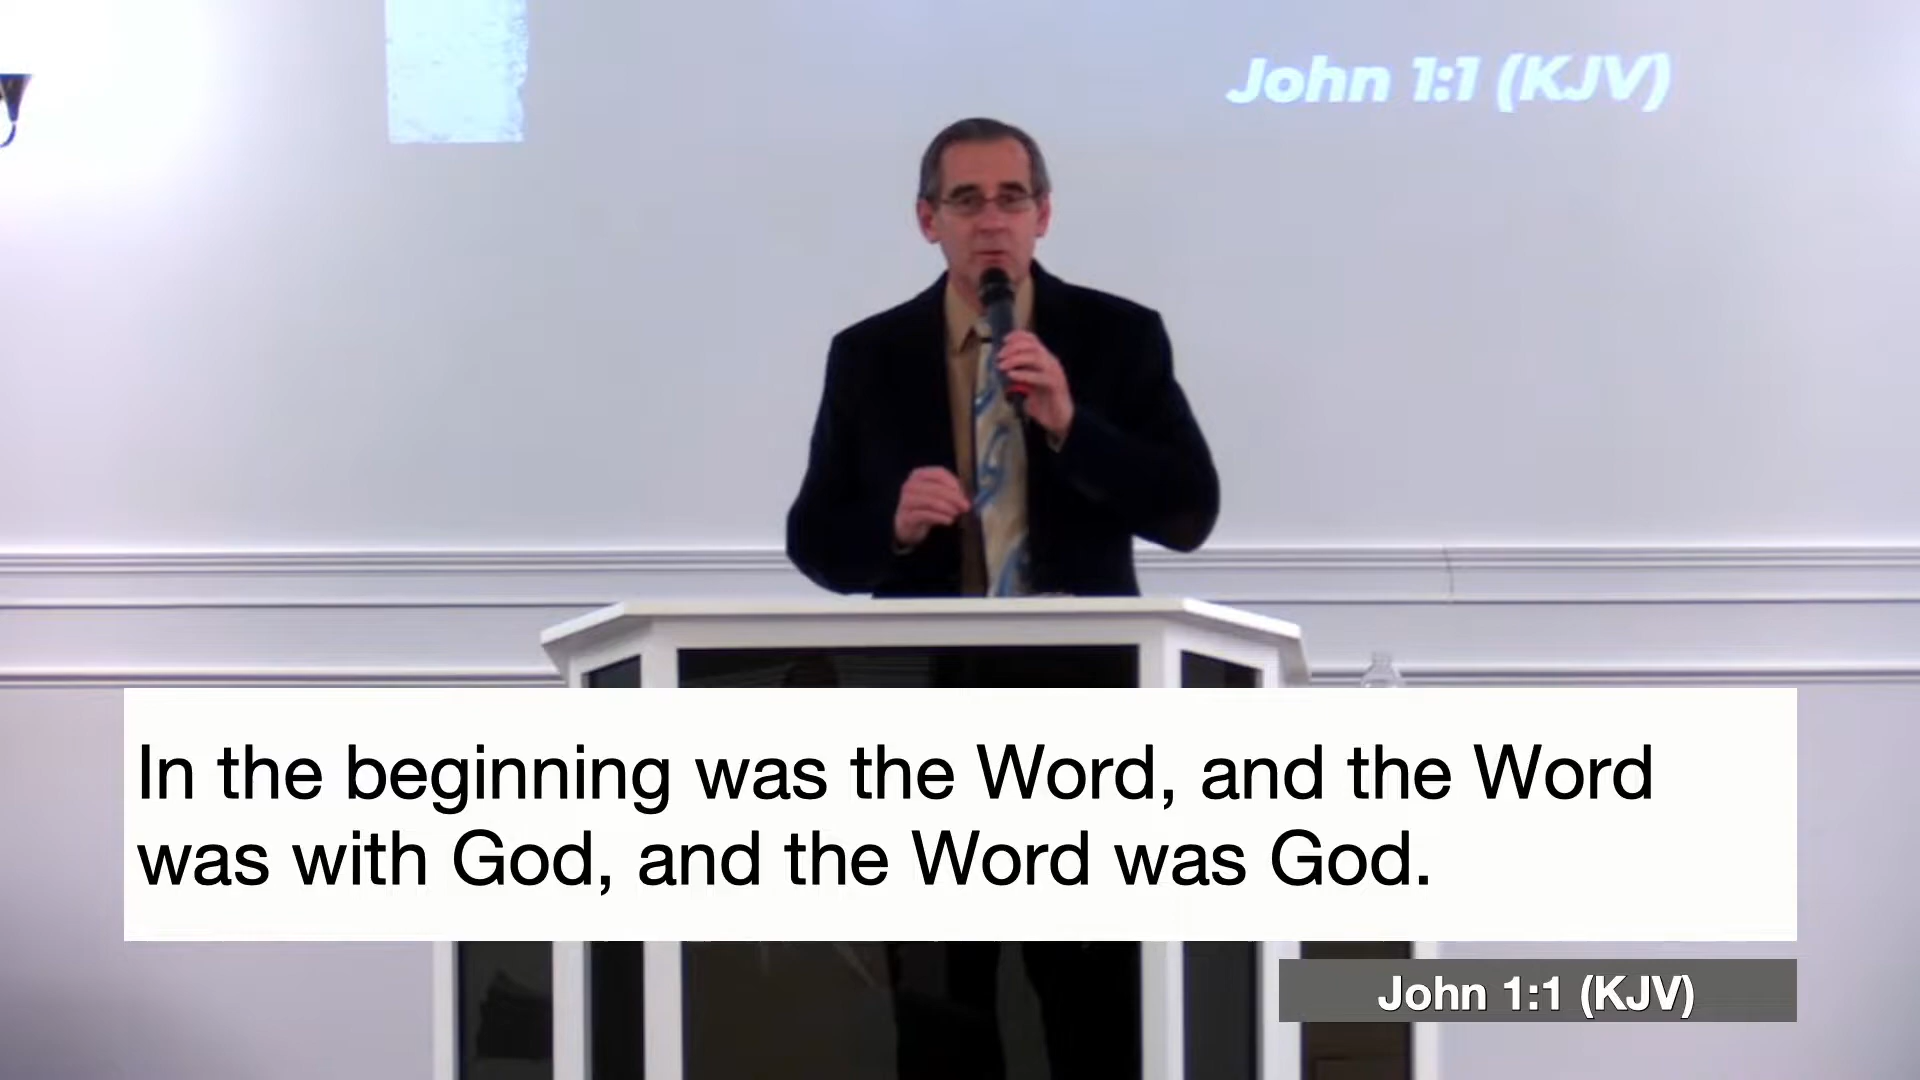 John 1:1 (KJV)
In the beginning was the Word, and the Word
was with God, and the Word was God.
John 1:1 (KJV)